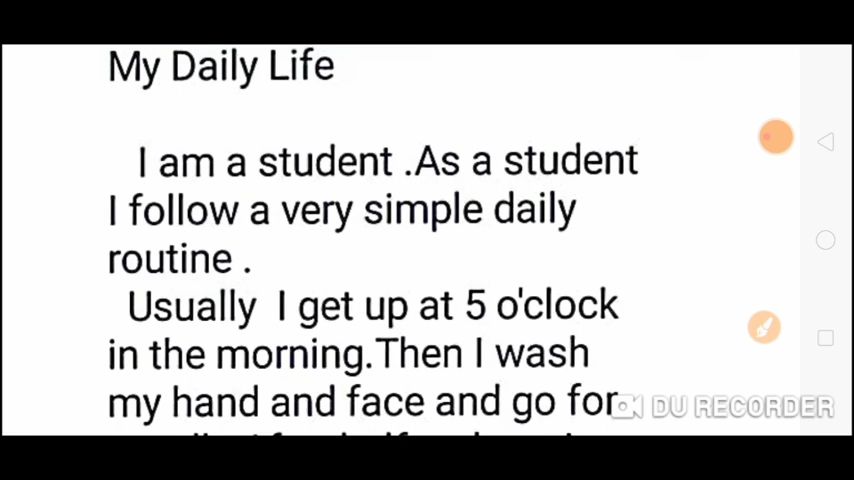 My Daily Life
I am a student .As a student
I follow a very simple daily
routine .
Usually  I get up at 5 o'clock
in the morning.Then I wash
my hand and face and go for
DU RECORDER